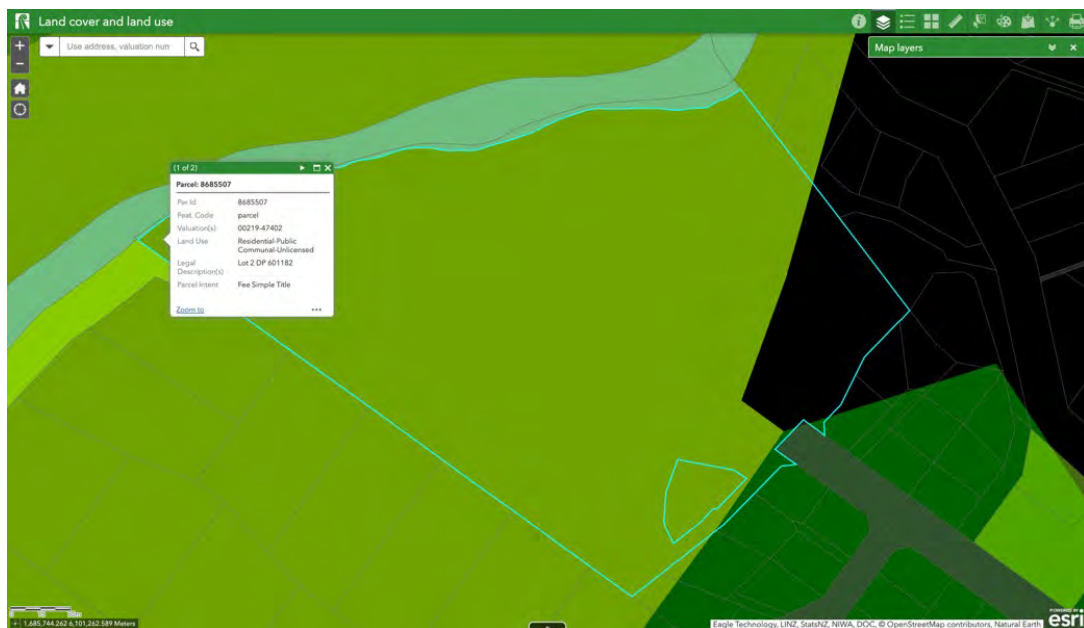 Land cover and land use
Use address, valuation num
Map layers
(1 of 2)
Parcel: 8685507
Par Id 8685507
Feat. Code parcel
Valuation(s) 00219-47402
Land Use Residential-Public
Communal-Unlicensed
Legal Lot 2 DP 601182
Description(s)
Parcel Intent Fee Simple Title
Zoom to
1,685,744.262 6,101,262.589 Meters
Eagle Technology, LINZ, StatsNZ, NIWA, DOC, © OpenStreetMap contributors, Natural Earth
POWERED BY
esri